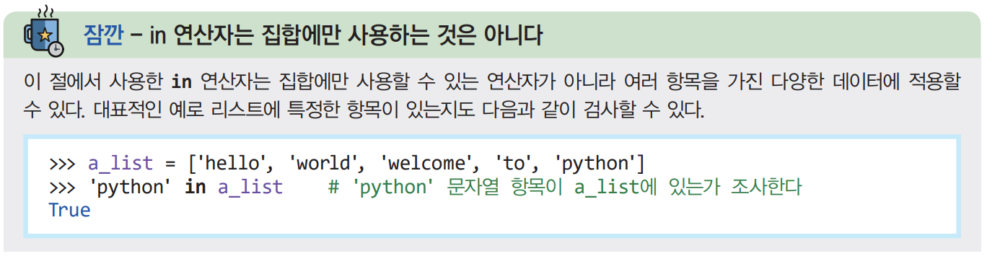 잠깐 – in 연산자는 집합에만 사용하는 것은 아니다
이 절에서 사용한 in 연산자는 집합에만 사용할 수 있는 연산자가 아니라 여러 항목을 가진 다양한 데이터에 적용할
수 있다. 대표적인 예로 리스트에 특정한 항목이 있는지도 다음과 같이 검사할 수 있다.
>>> a_list = ['hello', 'world', 'welcome', 'to', 'python']
>>> 'python' in a_list    # 'python' 문자열 항목이 a_list에 있는가 조사한다
True